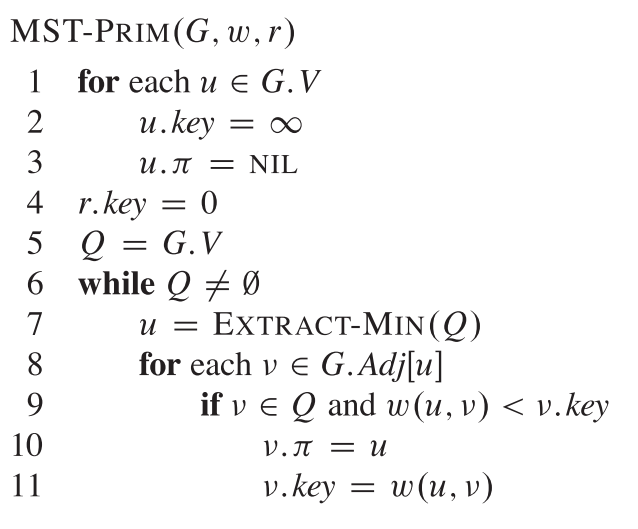 MST-PRIM(G, w, r)
1 for each u ∈ G.V
2 u.key = ∞
3 u.π = NIL
4 r.key = 0
5 Q = G.V
6 while Q ≠ ∅
7 u = EXTRACT-MIN(Q)
8 for each v ∈ G.Adj[u]
9 if v ∈ Q and w(u, v) < v.key
10 v.π = u
11 v.key = w(u, v)